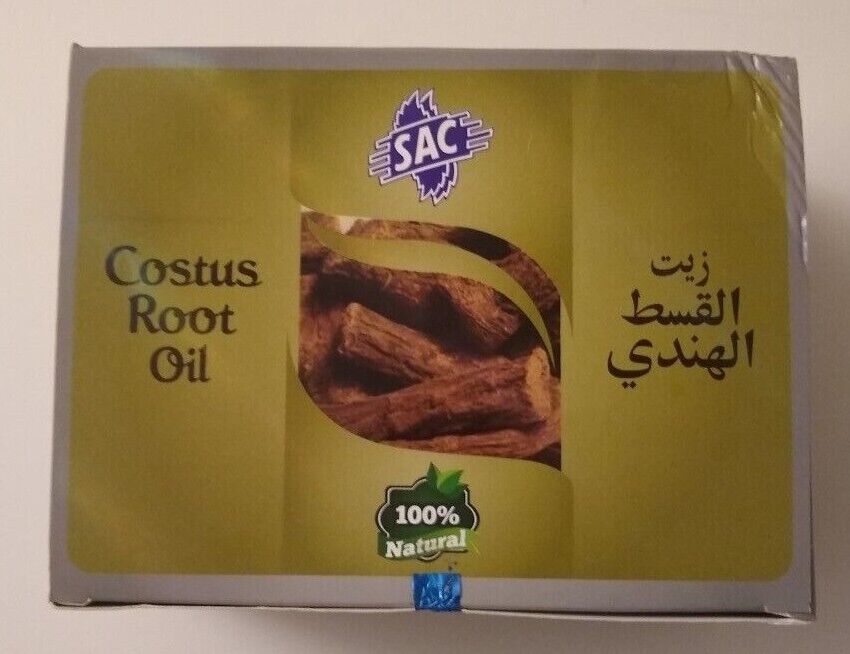 SAC
Costus
Root
Oil
زيت
القسط
الهندي
100%
Natural